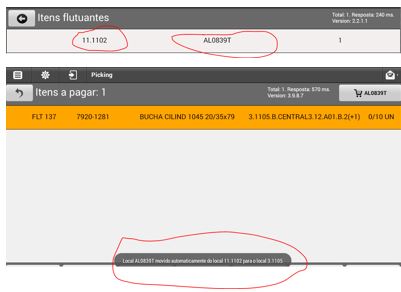 Itens flutuantes
Total: 1. Resposta: 240 ms.
Version: 2.2.1.1
11.1102 AL0839T 1
Picking
Itens a pagar: 1
Total: 1. Resposta: 570 ms.
Version: 3.9.8.7
AL0839T
FLT 137 7920-1281 BUCHA CILIND 1045 20/35x79 3.1105.B.CENTRAL3.12.A01.B.2(+1) 0/10 UN
Local AL0839T movido automaticamente do local 11.1102 para o local 3.1105